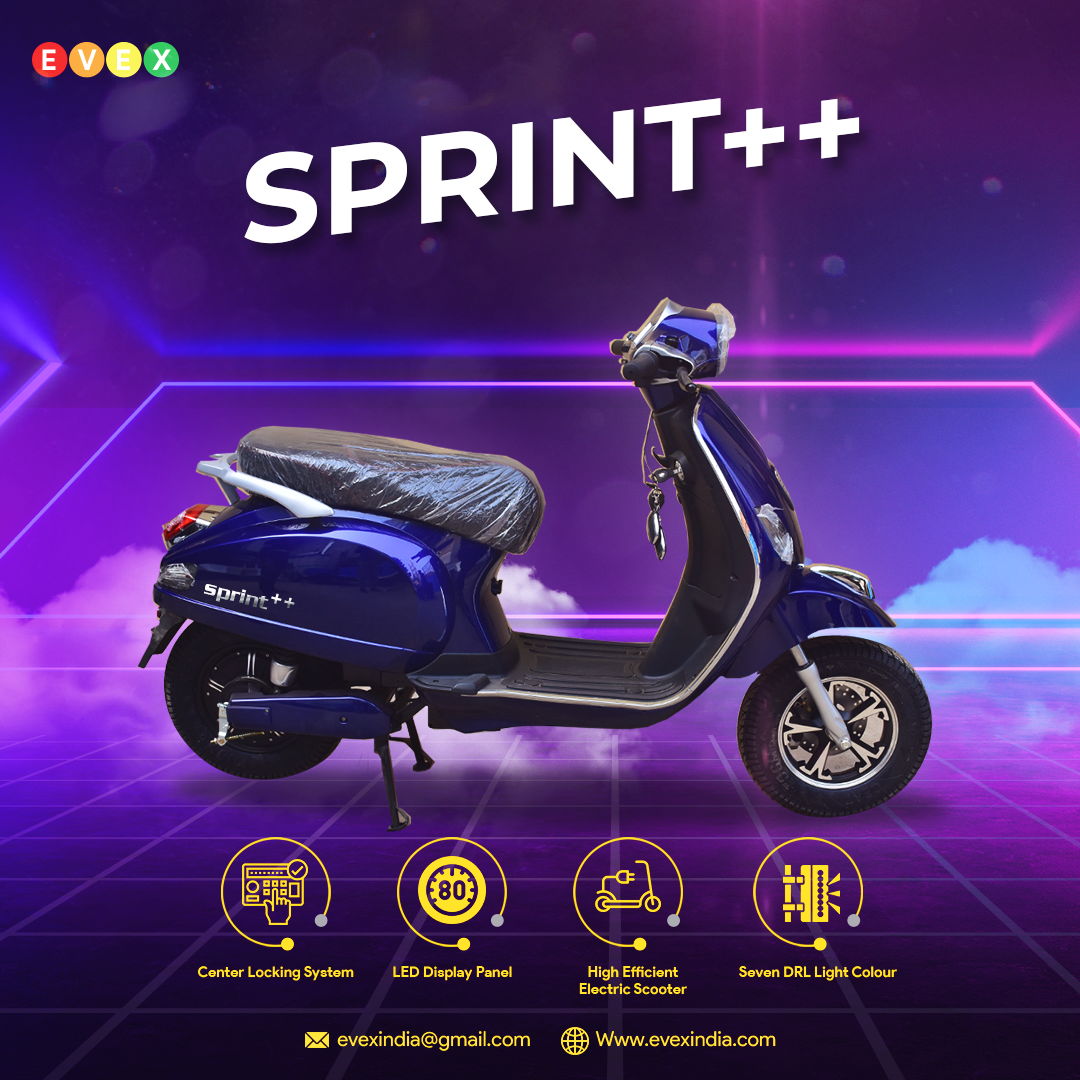 EVEX
SPRINT++
sprint++
80
Center Locking System
LED Display Panel
High Efficient
Electric Scooter
Seven DRL Light Colour
evexindia@gmail.com
Www.evexindia.com